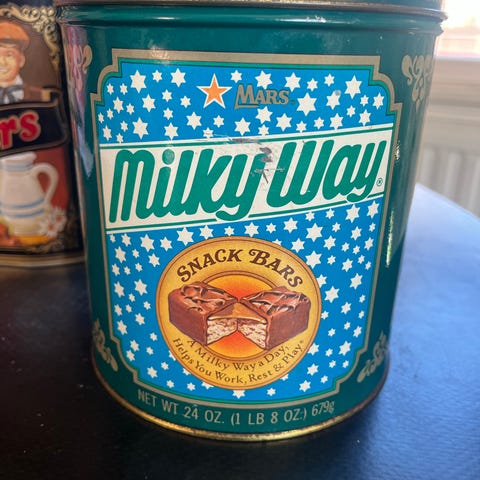 MARS
Milky Way®
SNACK BARS
A Milky Way a Day,
Helps You Work, Rest & Play®
NET WT 24 OZ. (1 LB 8 OZ.) 679g
rs